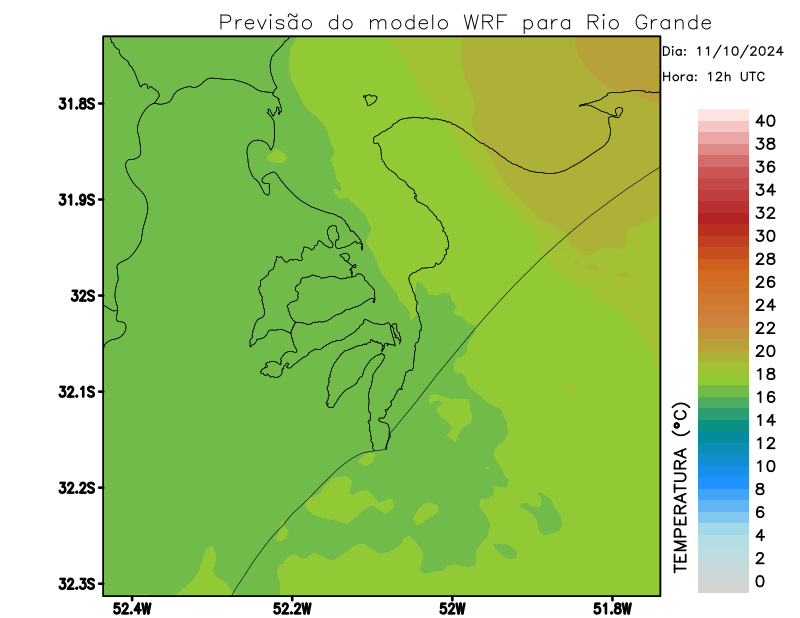 Previsão do modelo WRF para Rio Grande
Dia: 11/10/2024
Hora: 12h UTC
31.8S
31.9S
32S
32.1S
32.2S
32.3S
52.4W
52.2W
52W
51.8W
40
38
36
34
32
30
28
26
24
22
20
18
16
14
12
10
8
6
4
2
0
TEMPERATURA (°C)